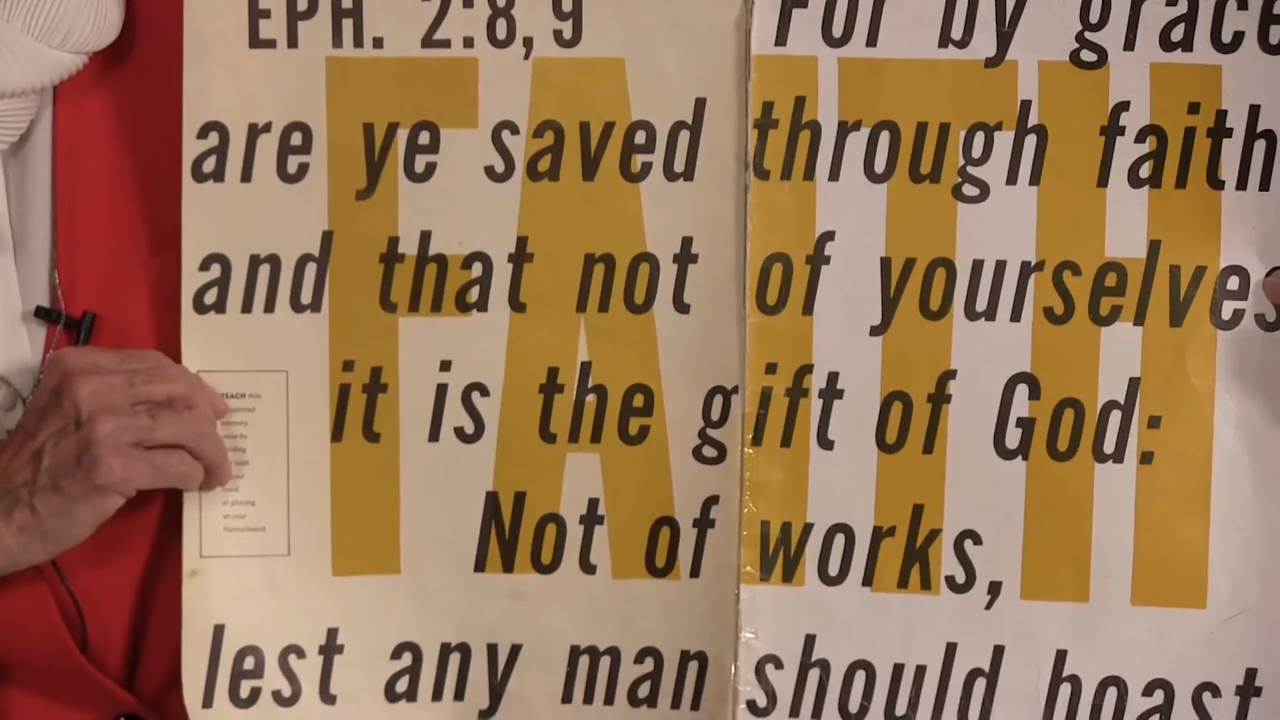 EPH. 2:8,9 For by grace
are ye saved through faith
and that not of yourselves
it is the gift of God:
Not of works,
lest any man should boast.
FAITH
TEACH this